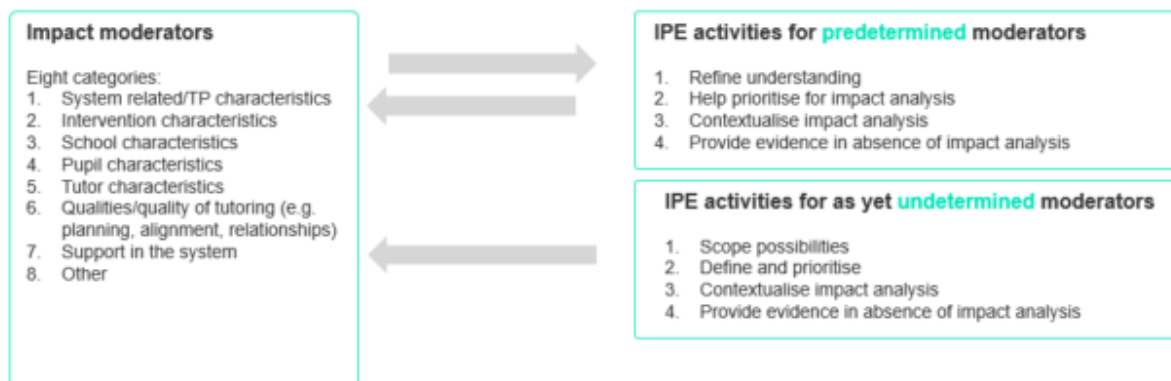 Impact moderators
Eight categories:
1. System related/TP characteristics
2. Intervention characteristics
3. School characteristics
4. Pupil characteristics
5. Tutor characteristics
6. Qualities/quality of tutoring (e.g.
planning, alignment, relationships)
7. Support in the system
8. Other
IPE activities for predetermined moderators
1. Refine understanding
2. Help prioritise for impact analysis
3. Contextualise impact analysis
4. Provide evidence in absence of impact analysis
IPE activities for as yet undetermined moderators
1. Scope possibilities
2. Define and prioritise
3. Contextualise impact analysis
4. Provide evidence in absence of impact analysis